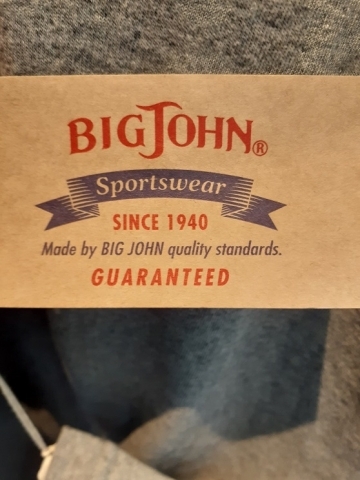 BIG JOHN®
Sportswear
SINCE 1940
Made by BIG JOHN quality standards.
GUARANTEED